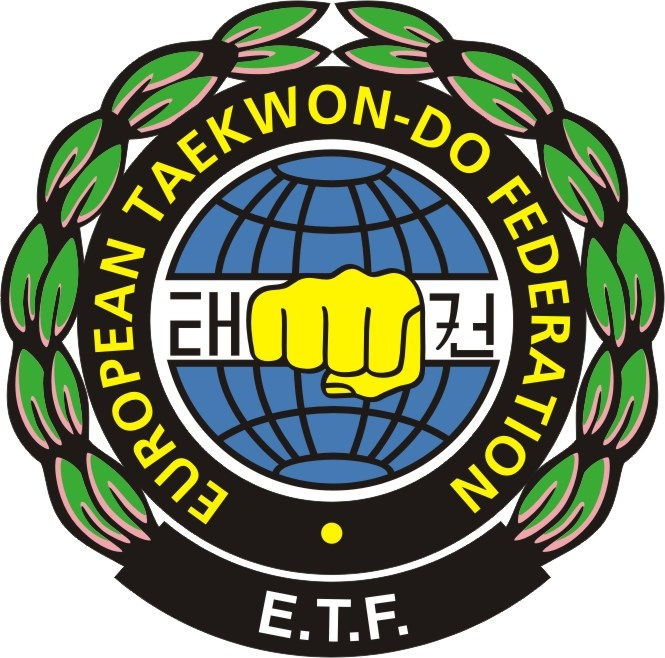 EUROPEAN TAEKWON-DO FEDERATION
태 권
E.T.F.